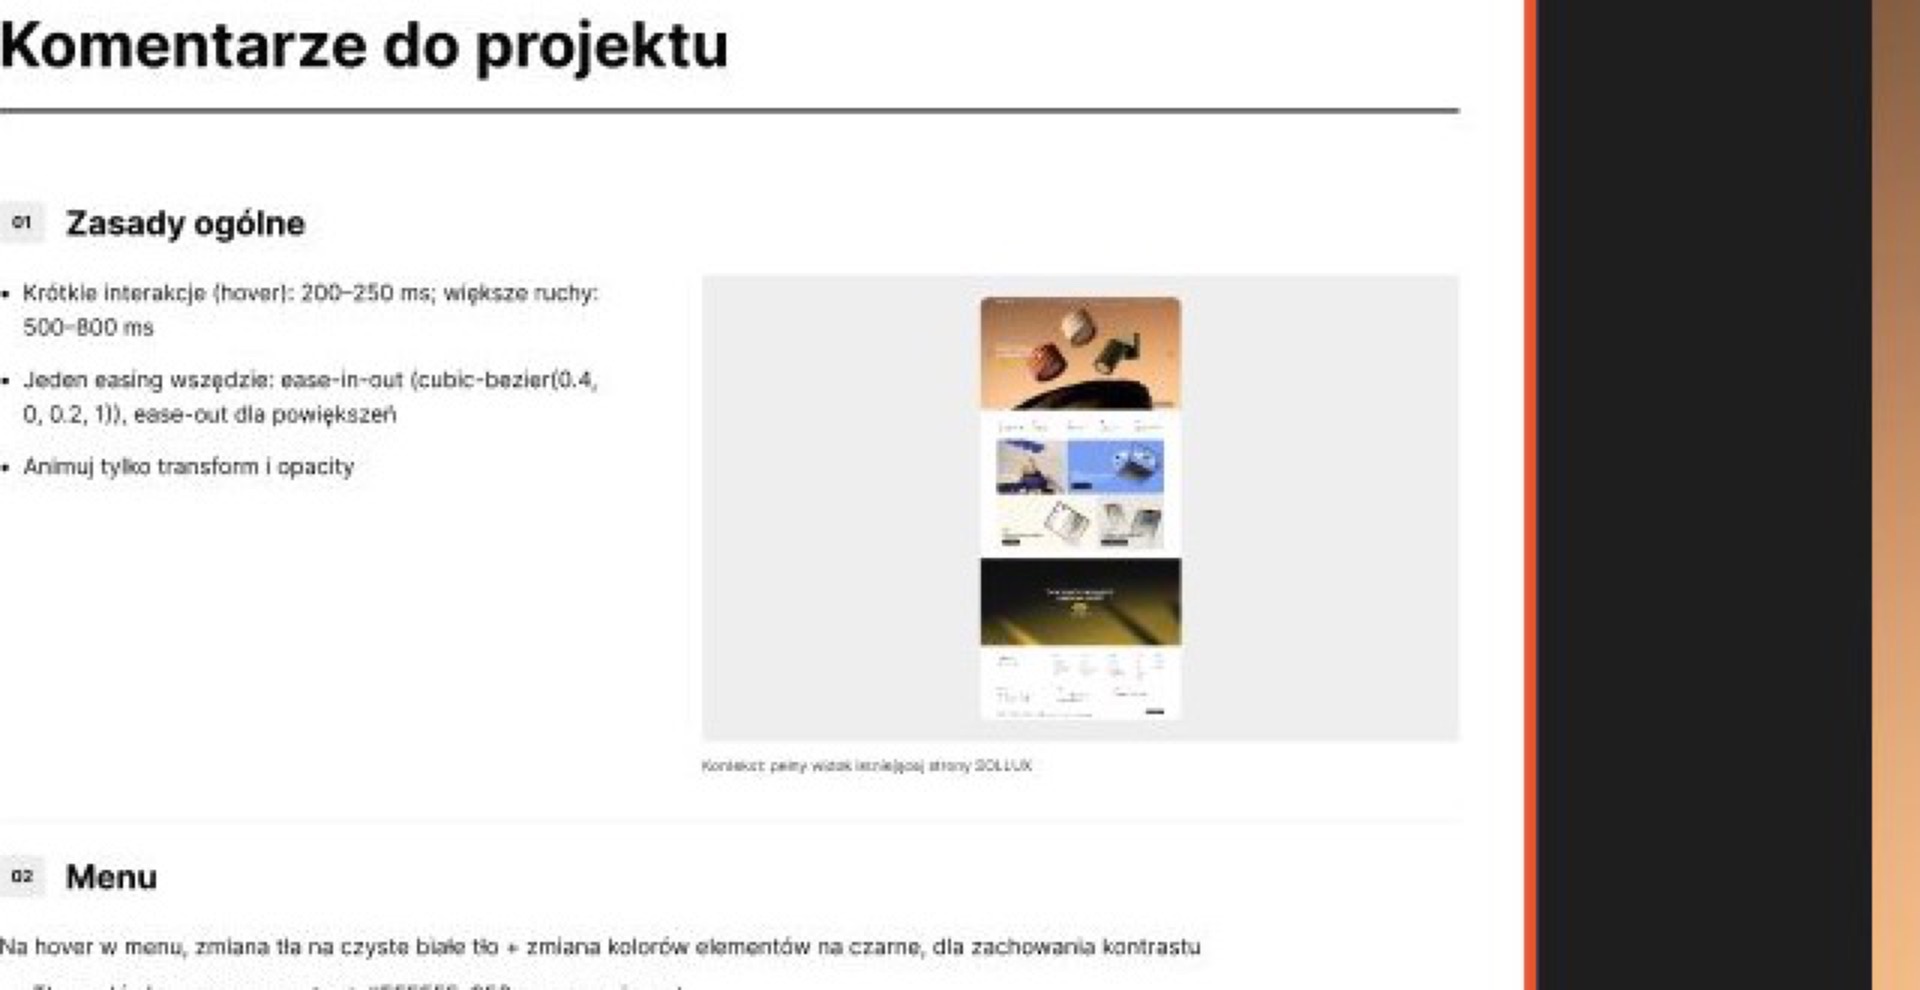 Komentarze do projektu
01 Zasady ogólne
• Krótkie interakcje (hover): 200–250 ms; większe ruchy:
500–800 ms
• Jeden easing wszędzie: ease-in-out (cubic-bezier(0.4,
0, 0.2, 1)), ease-out dla powiększeń
• Animuj tylko transform i opacity
Kontekst: pełny widok istniejącej strony SOLLUX
02 Menu
Na hover w menu, zmiana tła na czyste białe tło + zmiana kolorów elementów na czarne, dla zachowania kontrastu